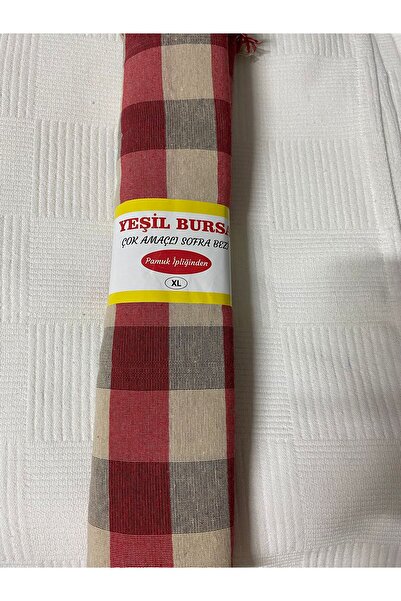 YEŞİL BURSA
ÇOK AMAÇLI SOFRA BEZİ
Pamuk İpliğinden
XL